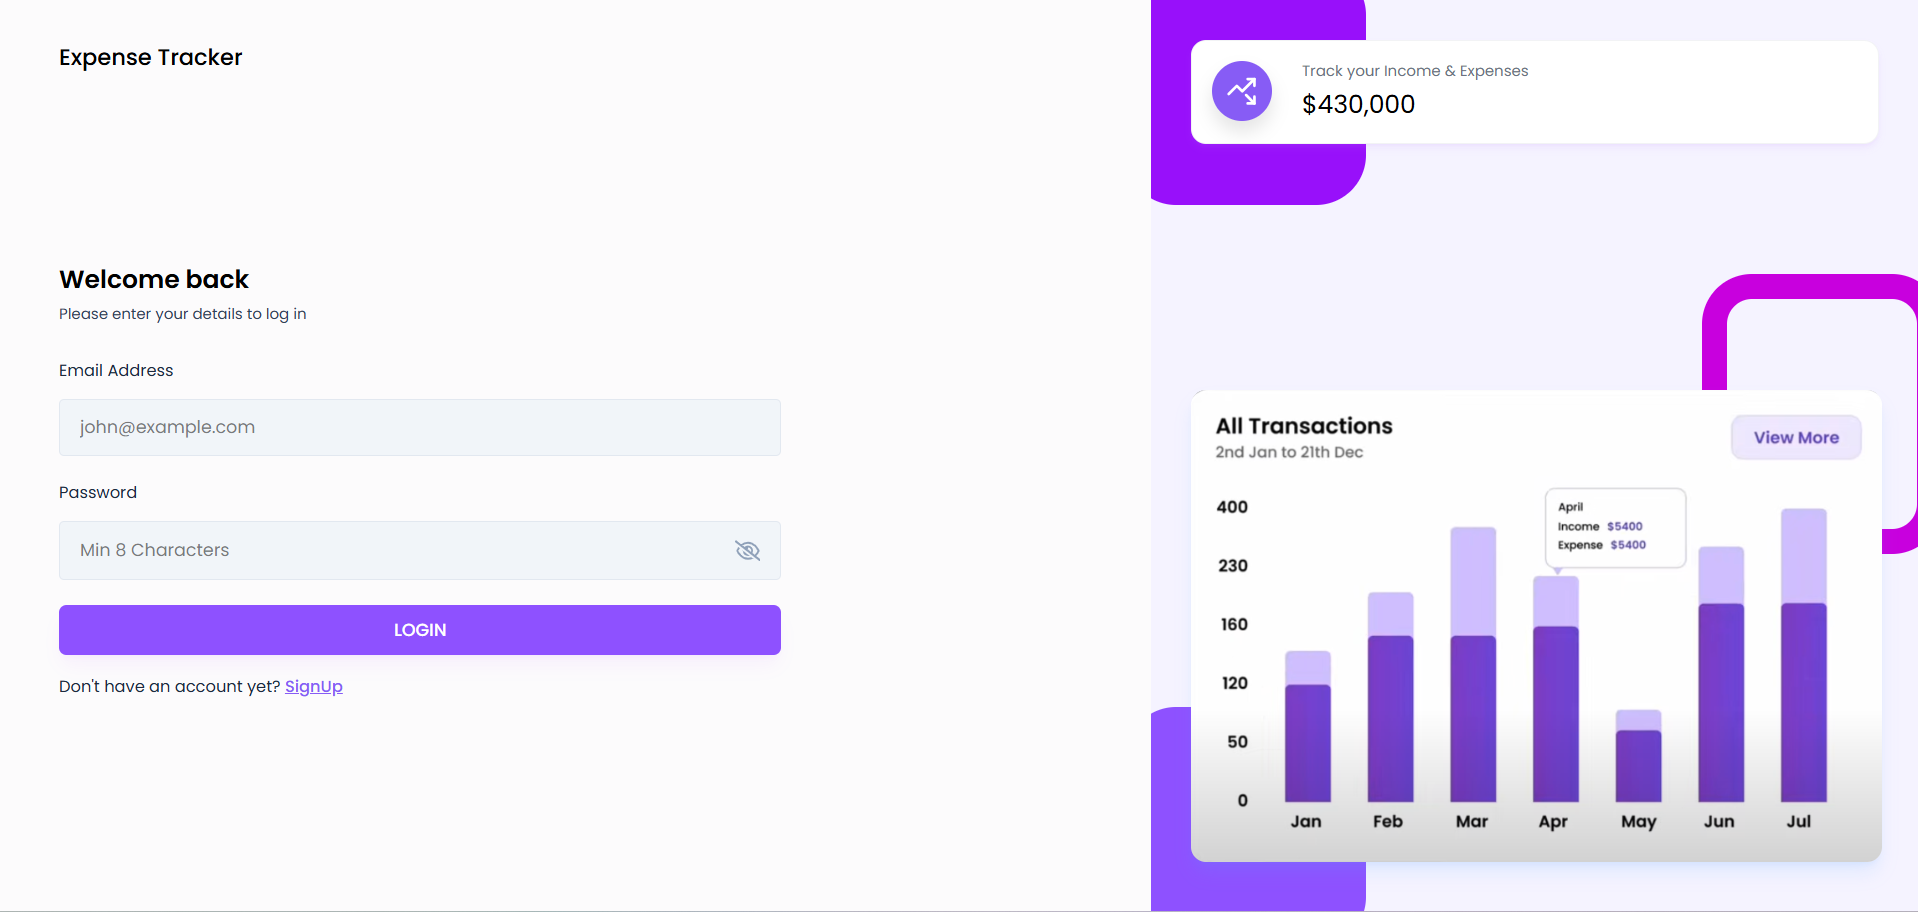 Expense Tracker
Welcome back
Please enter your details to log in
Email Address
john@example.com
Password
Min 8 Characters
LOGIN
Don't have an account yet? SignUp
Track your Income & Expenses
$430,000
All Transactions
2nd Jan to 21th Dec
View More
April
Income $5400
Expense $5400
400
230
160
120
50
0
Jan Feb Mar Apr May Jun Jul